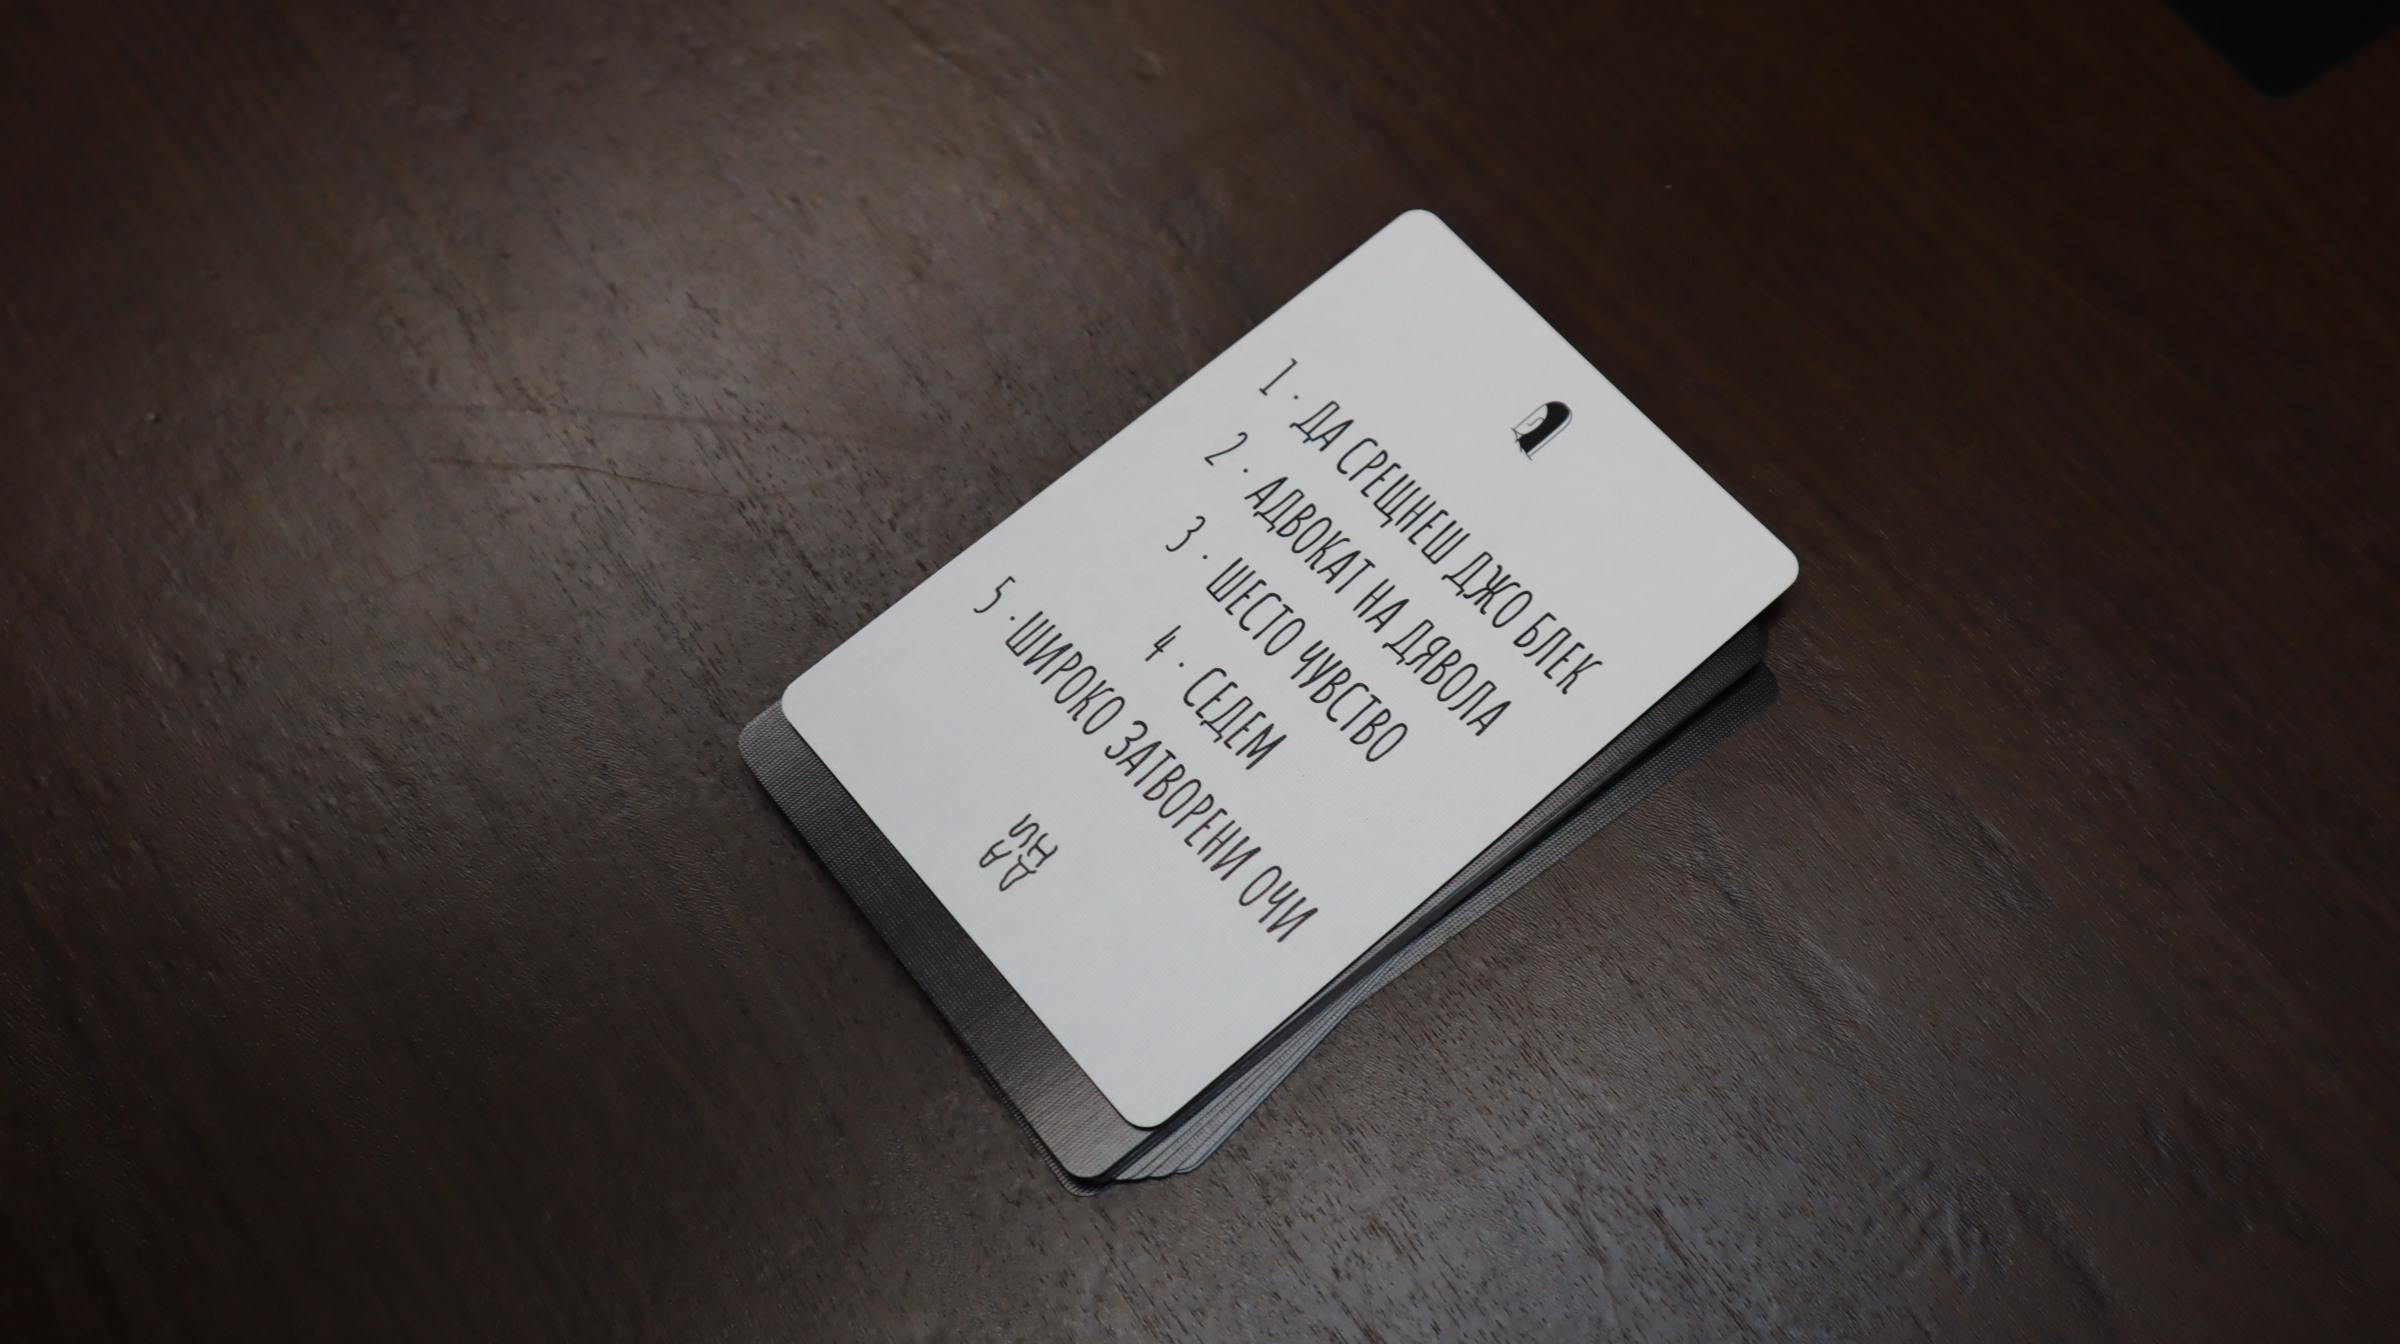 1 · ДА СРЕЩНЕШ ДЖО БЛЕК
2 · АДВОКАТ НА ДЯВОЛА
3 · ШЕСТО ЧУВСТВО
4 · СЕДЕМ
5 · ШИРОКО ЗАТВОРЕНИ ОЧИ